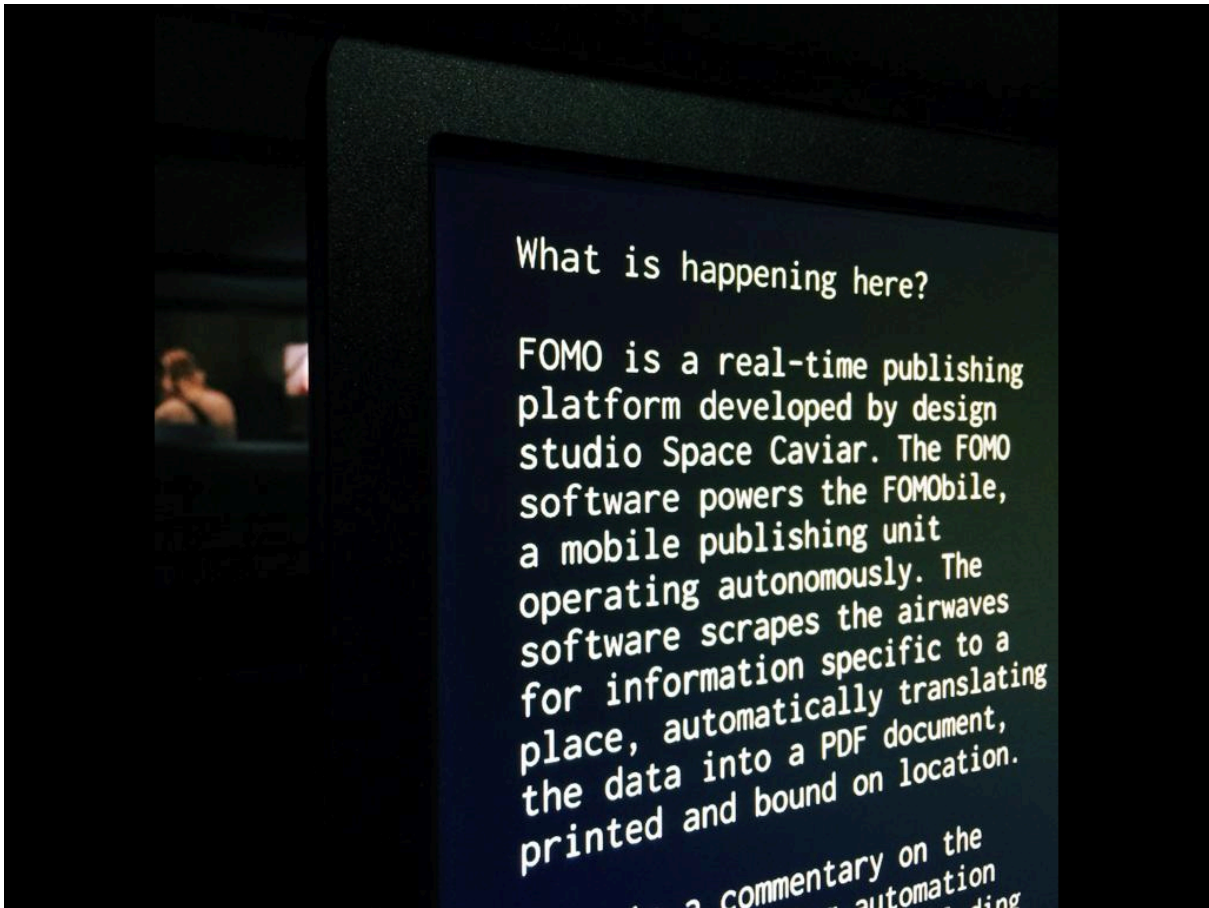 What is happening here?
FOMO is a real-time publishing
platform developed by design
studio Space Caviar. The FOMO
software powers the FOMObile,
a mobile publishing unit
operating autonomously. The
software scrapes the airwaves
for information specific to a
place, automatically translating
the data into a PDF document,
printed and bound on location.
a commentary on the
automation